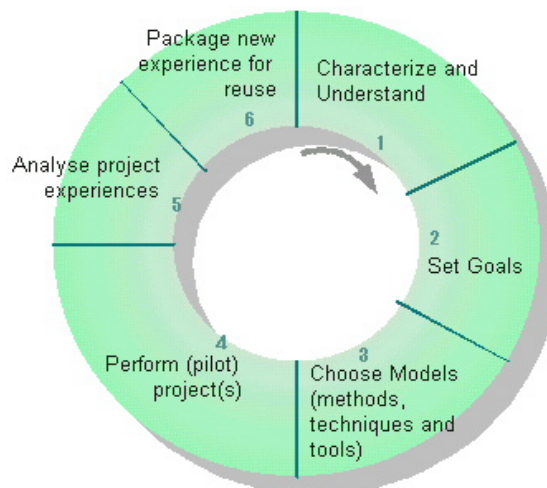 Characterize and
Understand
1
2
Set Goals
3
Choose Models
(methods,
techniques and
tools)
4
Perform (pilot)
project(s)
Analyse project
experiences
5
Package new
experience for
reuse
6